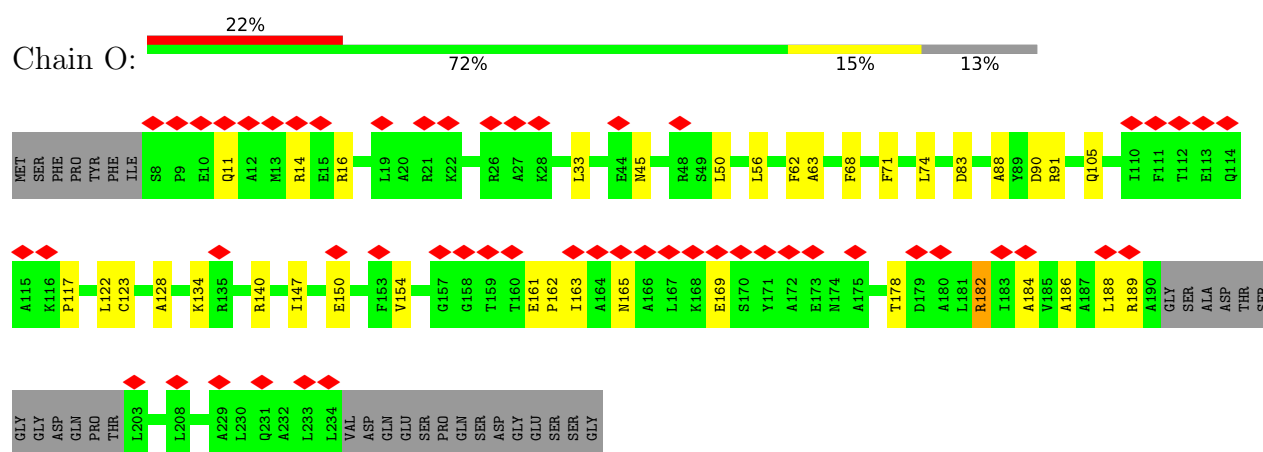 22%
Chain O:
72% 15% 13%
MET SER PHE PRO TYR PHE ILE S8 P9 E10 Q11 A12 M13 R14 E15 R16 L19 A20 R21 K22 R26 A27 K28 L33 E44 N45 R48 S49 L50 L56 F62 A63 F68 F71 L74 D83 A88 Y89 D90 R91 Q105 I110 F111 T112 E113 Q114
A115 K116 P117 L122 C123 A128 K134 R135 R140 I147 E150 F153 V154 G157 G158 T159 T160 E161 P162 I163 A164 N165 A166 L167 K168 E169 S170 Y171 A172 E173 N174 A175 T178 D179 A180 L181 R182 I183 A184 V185 A186 A187 L188 R189 A190 GLY SER ALA ASP THR SER
GLY GLY ASP GLN PRO THR L203 L208 A229 L230 Q231 A232 L233 L234 VAL ASP GLN GLU SER PRO GLN SER ASP GLY GLU SER SER GLY